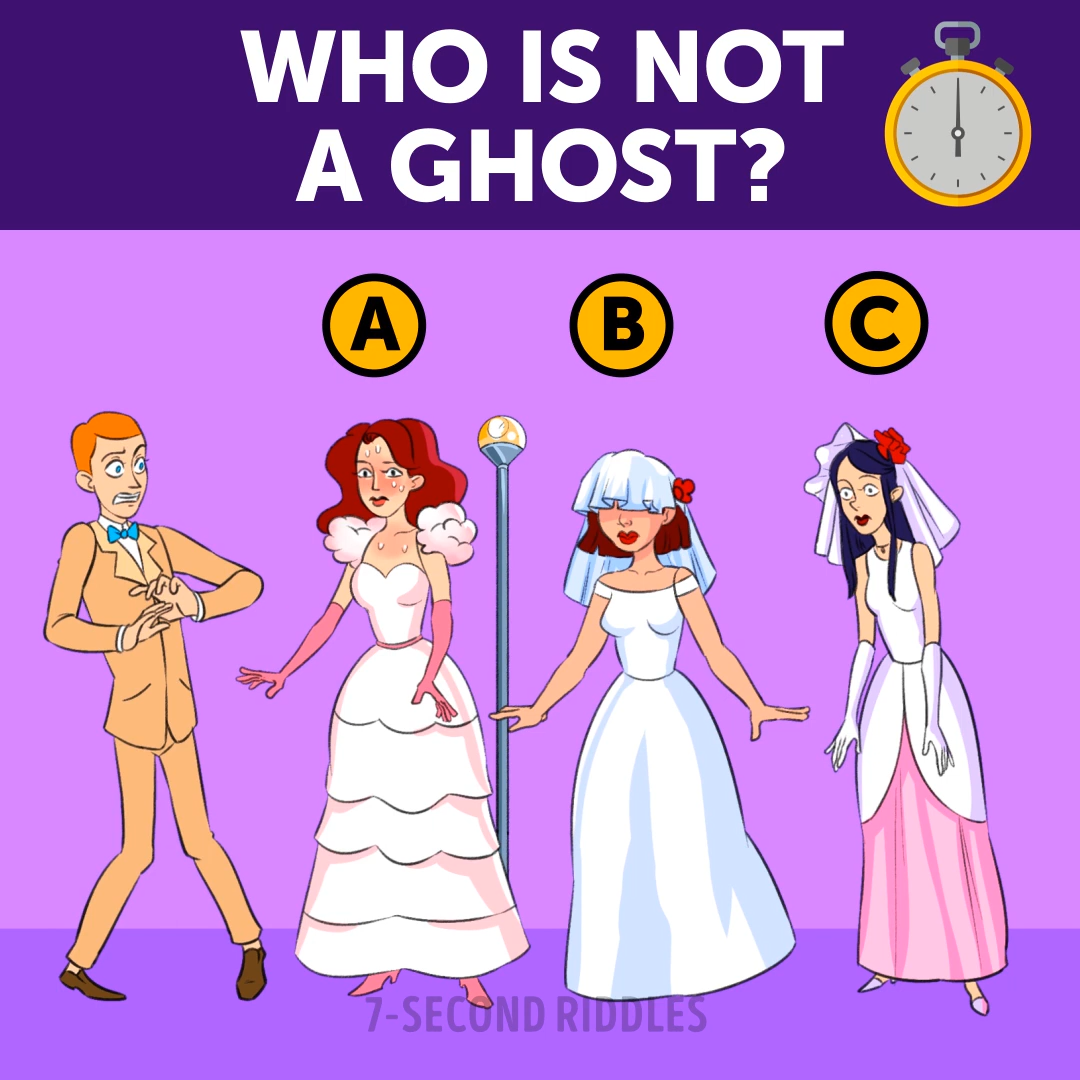 WHO IS NOT
A GHOST?
A
B
C
7-SECOND RIDDLES